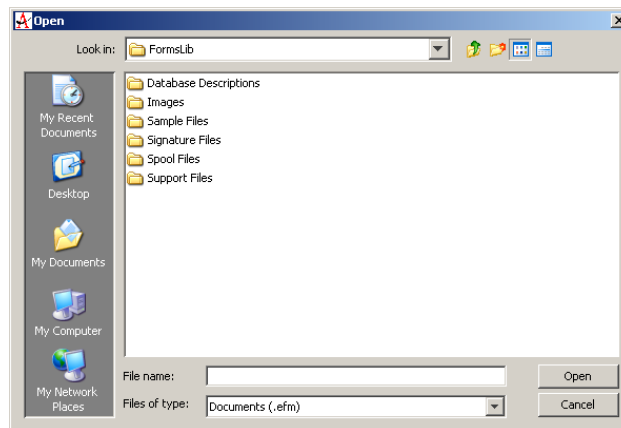 Open
Look in:
FormsLib
My Recent
Documents
Desktop
My Documents
My Computer
My Network
Places
Database Descriptions
Images
Sample Files
Signature Files
Spool Files
Support Files
File name:
Open
Files of type:
Documents (.efm)
Cancel